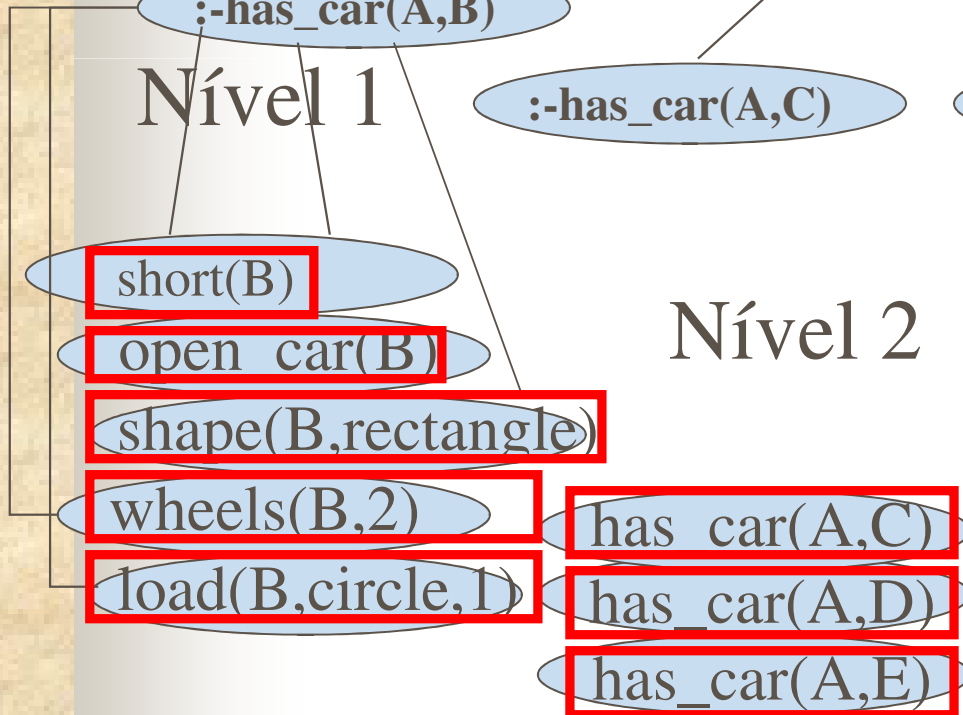 :-has_car(A,B)
Nível 1
:-has_car(A,C)
short(B)
open_car(B)
Nível 2
shape(B,rectangle)
wheels(B,2)
has_car(A,C)
load(B,circle,1)
has_car(A,D)
has_car(A,E)